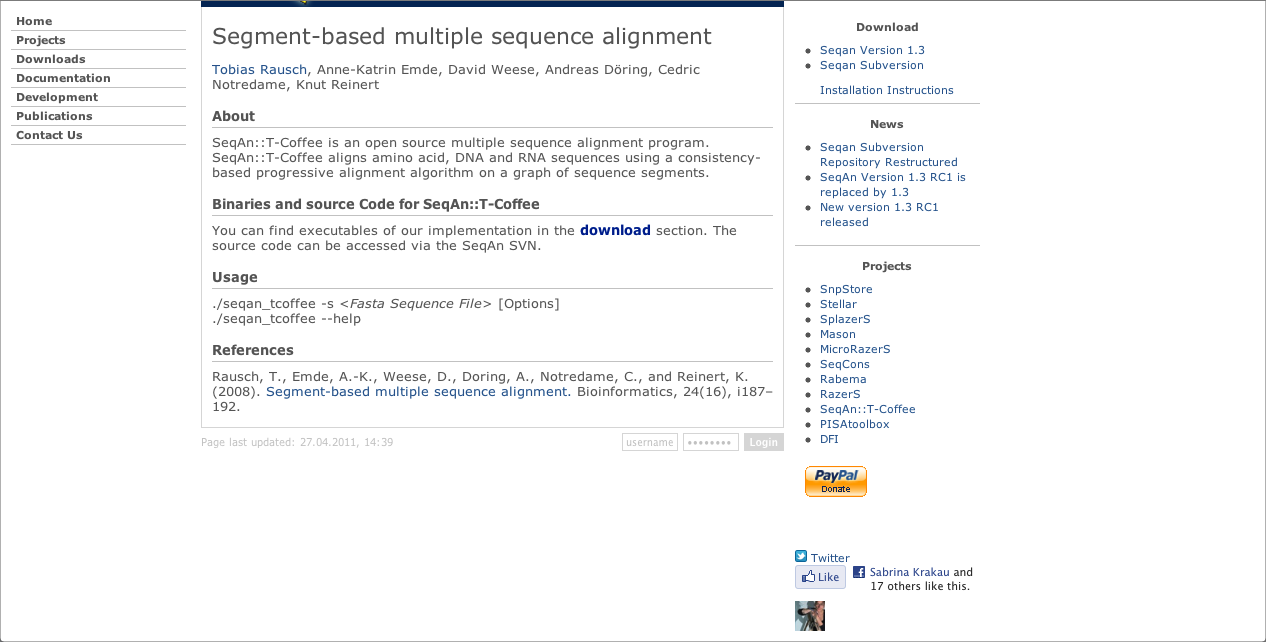 Home
Projects
Downloads
Documentation
Development
Publications
Contact Us
Segment-based multiple sequence alignment
Tobias Rausch, Anne-Katrin Emde, David Weese, Andreas Döring, Cedric
Notredame, Knut Reinert
About
SeqAn::T-Coffee is an open source multiple sequence alignment program.
SeqAn::T-Coffee aligns amino acid, DNA and RNA sequences using a consistency-
based progressive alignment algorithm on a graph of sequence segments.
Binaries and source Code for SeqAn::T-Coffee
You can find executables of our implementation in the download section. The
source code can be accessed via the SeqAn SVN.
Usage
./seqan_tcoffee -s <Fasta Sequence File> [Options]
./seqan_tcoffee --help
References
Rausch, T., Emde, A.-K., Weese, D., Doring, A., Notredame, C., and Reinert, K.
(2008). Segment-based multiple sequence alignment. Bioinformatics, 24(16), i187–
192.
Page last updated: 27.04.2011, 14:39
username
••••••••
Login
Download
Seqan Version 1.3
Seqan Subversion
Installation Instructions
News
Seqan Subversion
Repository Restructured
SeqAn Version 1.3 RC1 is
replaced by 1.3
New version 1.3 RC1
released
Projects
SnpStore
Stellar
SplazerS
Mason
MicroRazerS
SeqCons
Rabema
RazerS
SeqAn::T-Coffee
PISAtoolbox
DFI
PayPal
Donate
Twitter
Like
Sabrina Krakau and
17 others like this.